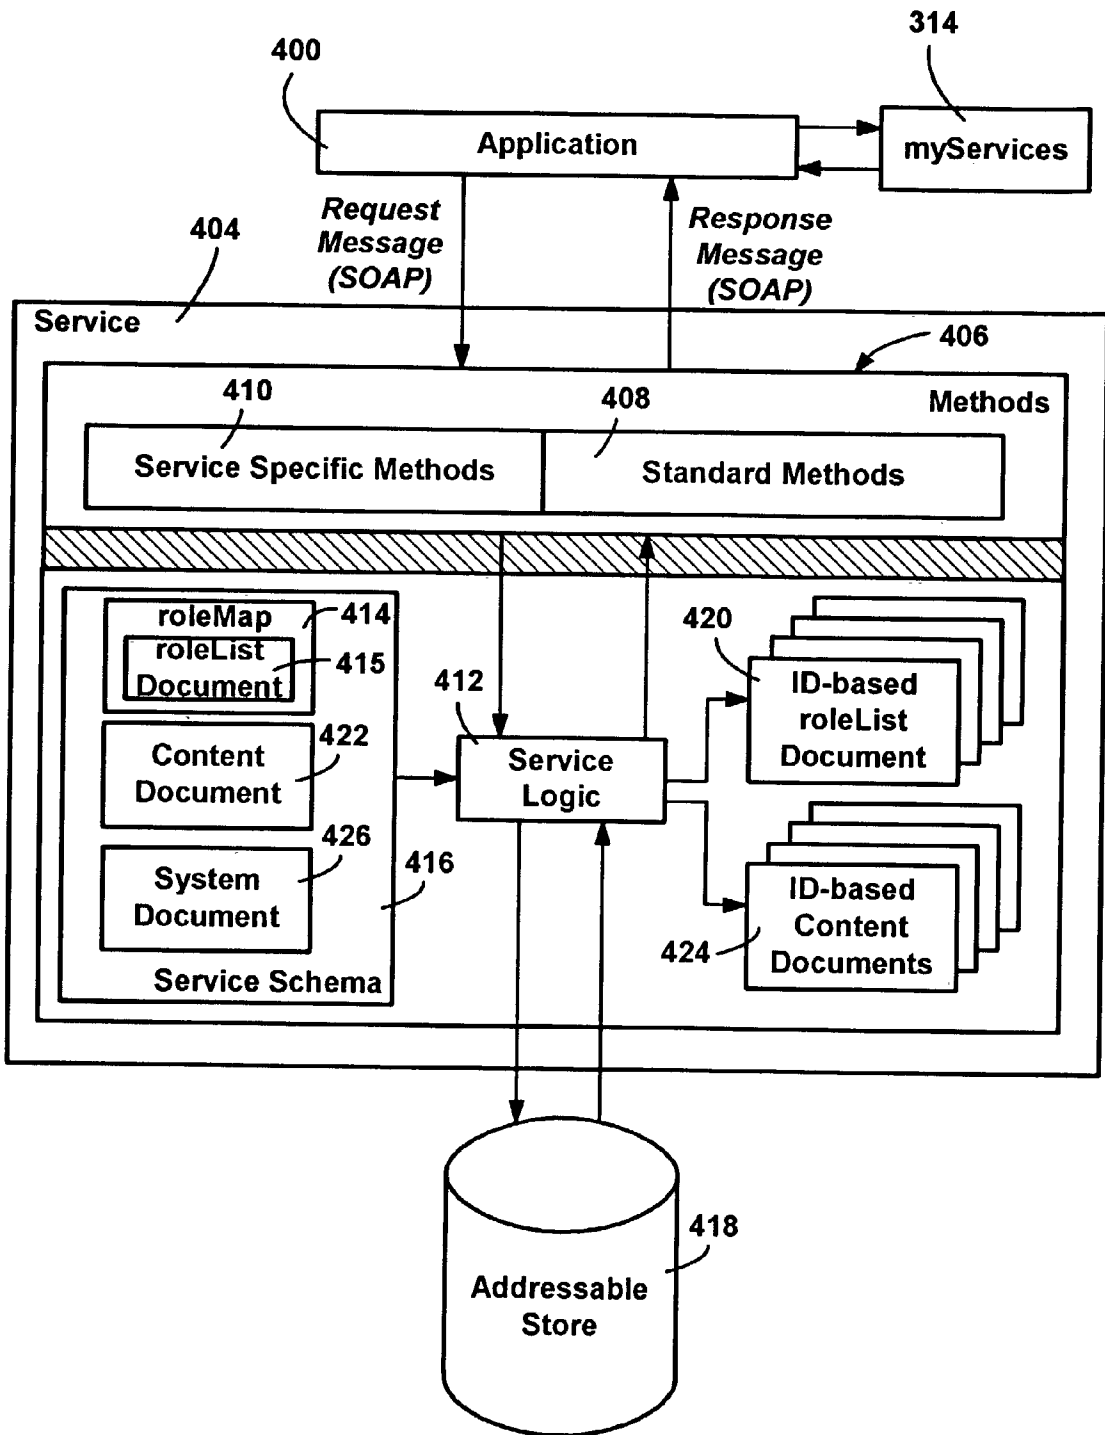 314
400
Application
myServices
Request
Message
(SOAP)
Response
Message
(SOAP)
404
Service
406
Methods
410
408
Service Specific Methods
Standard Methods
roleMap
414
roleList
Document
415
Content
Document
422
System
Document
426
416
Service Schema
412
Service
Logic
420
ID-based
roleList
Document
ID-based
Content
Documents
424
418
Addressable
Store